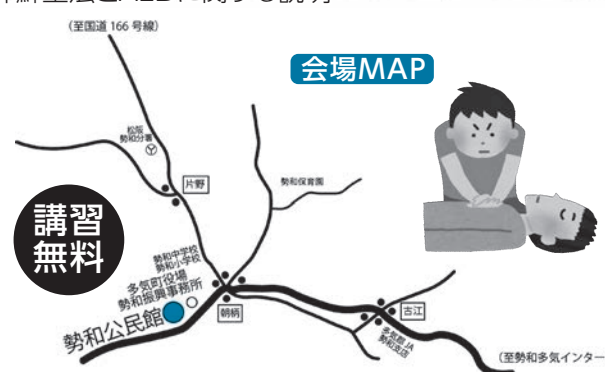 (至国道 166 号線)
会場MAP
松阪
勢和分署
片野
勢和保育園
講習
無料
勢和中学校
勢和小学校
多気町役場
勢和振興事務所
勢和公民館
朝柄
古江
多気郡JA
勢和支店
(至勢和多気インター